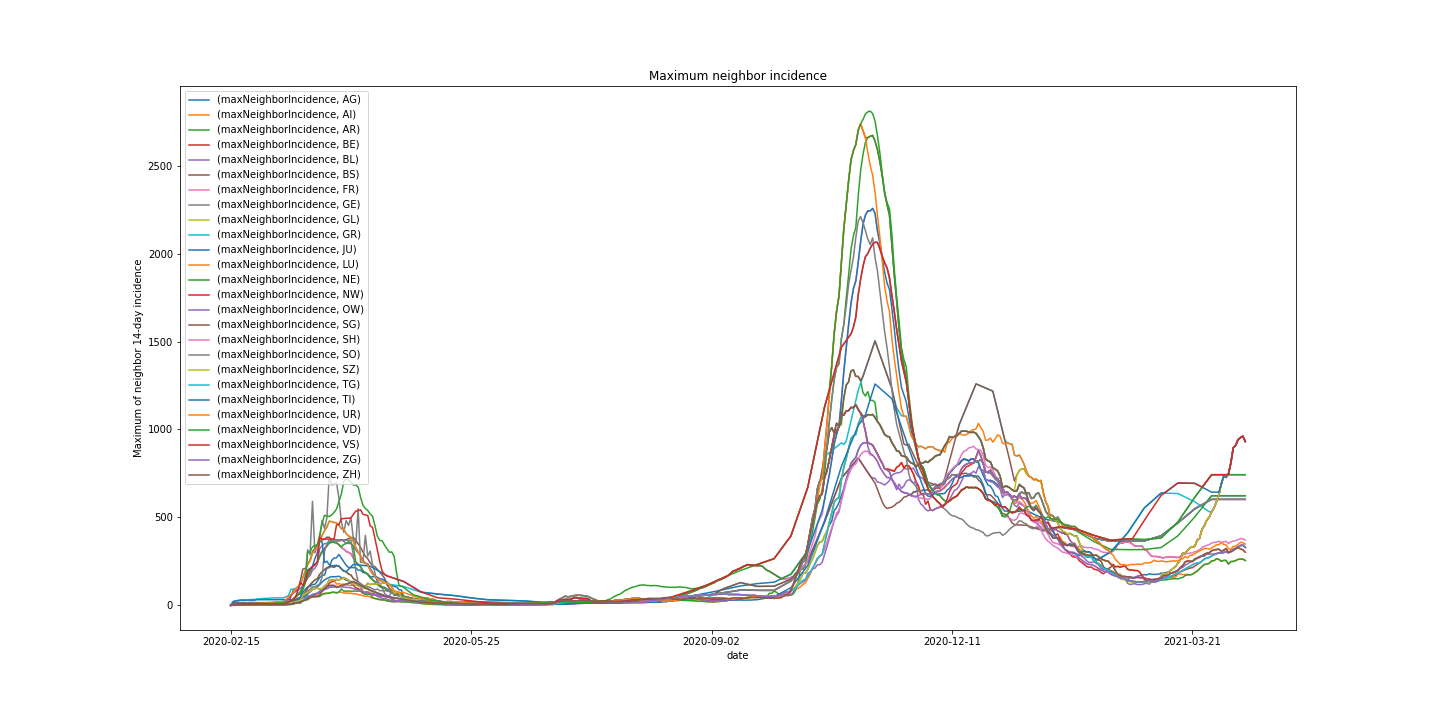 Maximum neighbor incidence
(maxNeighborIncidence, AG)
(maxNeighborIncidence, AI)
(maxNeighborIncidence, AR)
(maxNeighborIncidence, BE)
(maxNeighborIncidence, BL)
(maxNeighborIncidence, BS)
(maxNeighborIncidence, FR)
(maxNeighborIncidence, GE)
(maxNeighborIncidence, GL)
(maxNeighborIncidence, GR)
(maxNeighborIncidence, JU)
(maxNeighborIncidence, LU)
(maxNeighborIncidence, NE)
(maxNeighborIncidence, NW)
(maxNeighborIncidence, OW)
(maxNeighborIncidence, SG)
(maxNeighborIncidence, SH)
(maxNeighborIncidence, SO)
(maxNeighborIncidence, SZ)
(maxNeighborIncidence, TG)
(maxNeighborIncidence, TI)
(maxNeighborIncidence, UR)
(maxNeighborIncidence, VD)
(maxNeighborIncidence, VS)
(maxNeighborIncidence, ZG)
(maxNeighborIncidence, ZH)
Maximum of neighbor 14-day incidence
2500
2000
1500
1000
500
0
2020-02-15
2020-05-25
2020-09-02
2020-12-11
2021-03-21
date